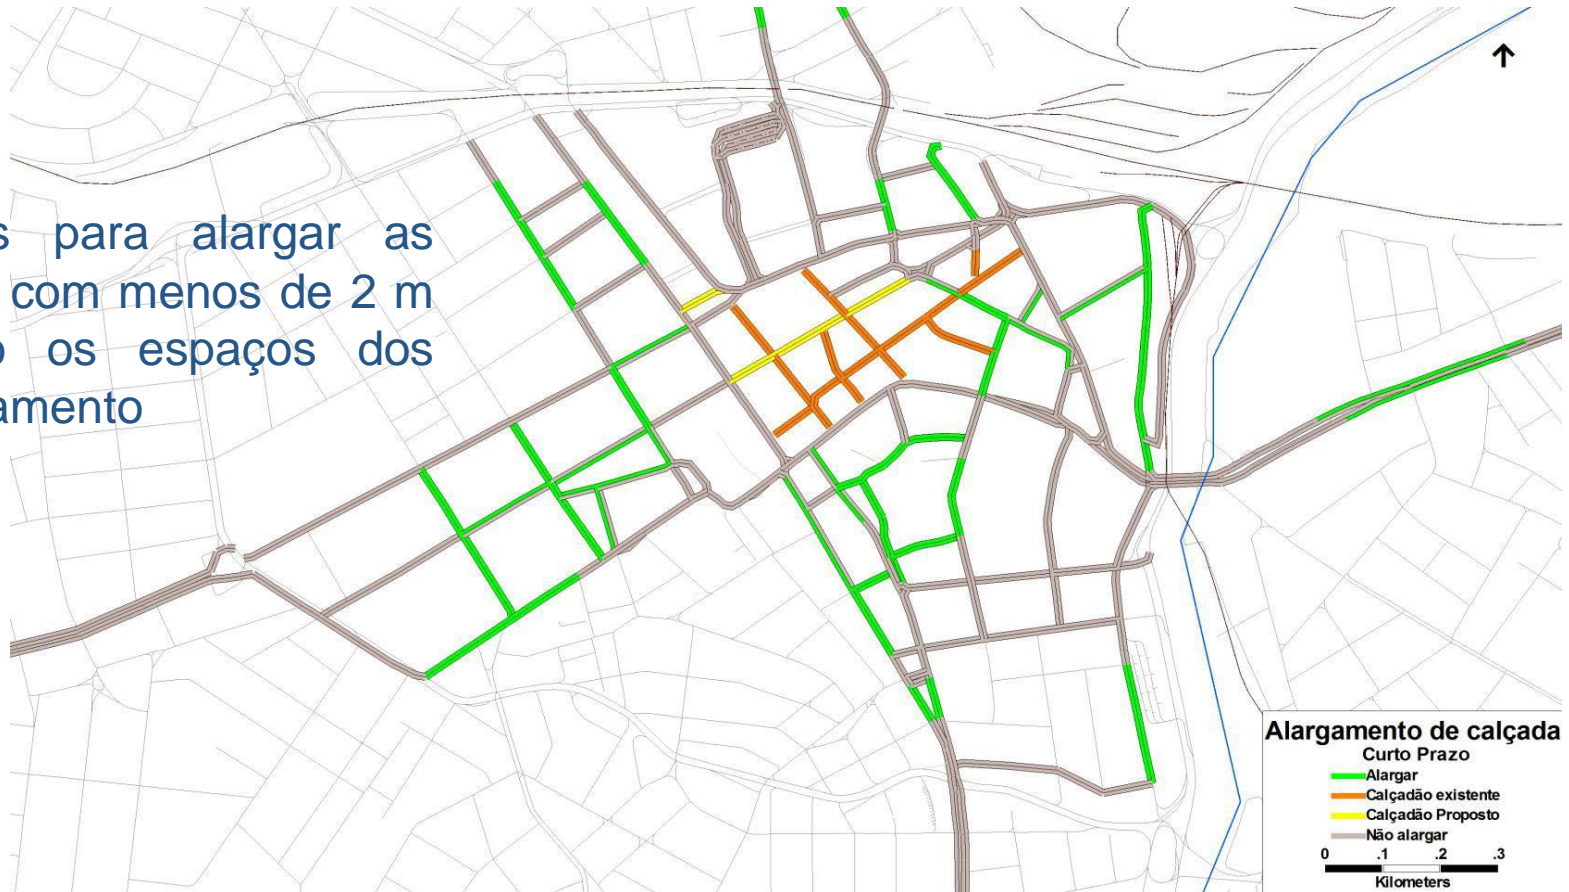 para alargar as
com menos de 2 m
os espaços dos
Alargamento de calçada
Curto Prazo
Alargar
Calçadão existente
Calçadão Proposto
Não alargar
0 .1 .2 .3
Kilometers